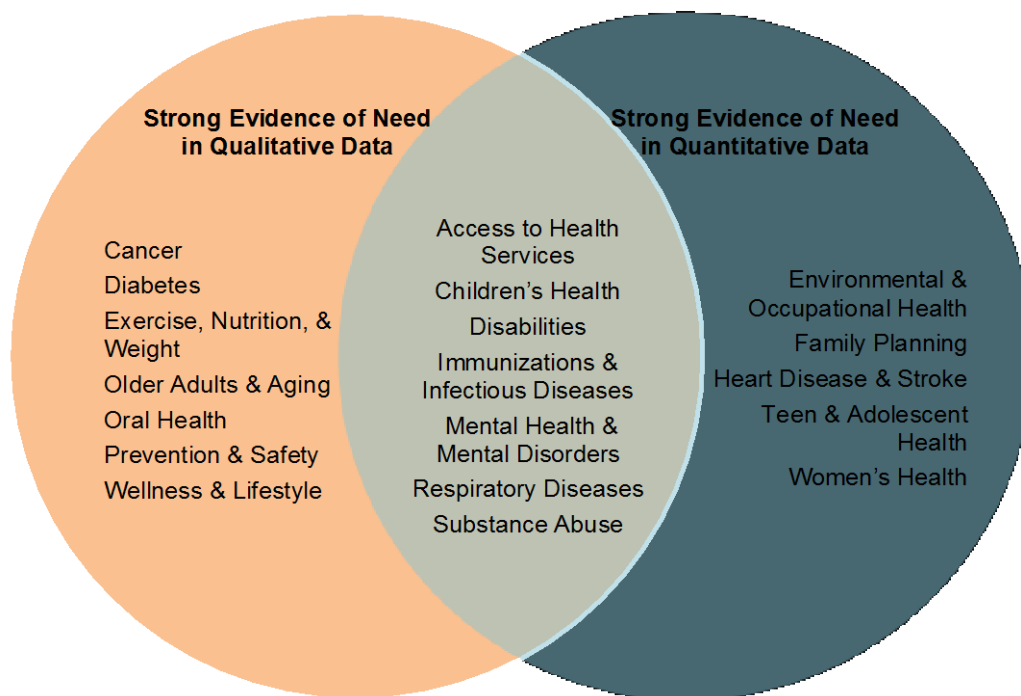 Strong Evidence of Need
in Qualitative Data
Cancer
Diabetes
Exercise, Nutrition, &
Weight
Older Adults & Aging
Oral Health
Prevention & Safety
Wellness & Lifestyle
Access to Health
Services
Children’s Health
Disabilities
Immunizations &
Infectious Diseases
Mental Health &
Mental Disorders
Respiratory Diseases
Substance Abuse
Strong Evidence of Need
in Quantitative Data
Environmental &
Occupational Health
Family Planning
Heart Disease & Stroke
Teen & Adolescent
Health
Women’s Health